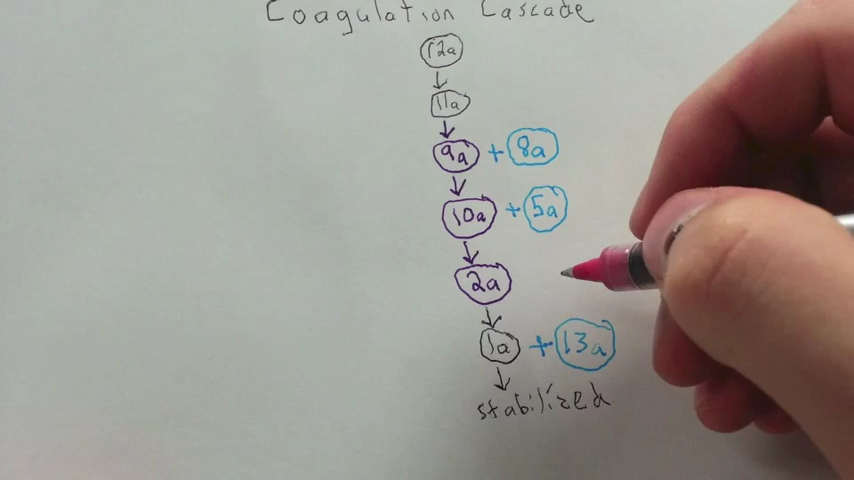 Coagulation Cascade
12a
11a
9a + 8a
10a + 5a
2a
1a + 13a
stabilized